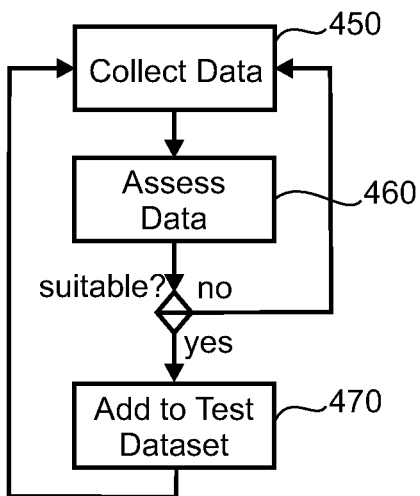 450
Collect Data
Assess
Data
460
suitable?
no
yes
Add to Test
Dataset
470